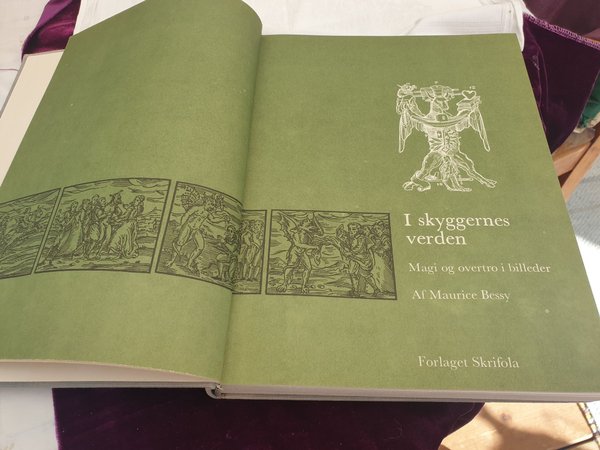 I skyggernes
verden
Magi og overtro i billeder
Af Maurice Bessy
Forlaget Skrifola